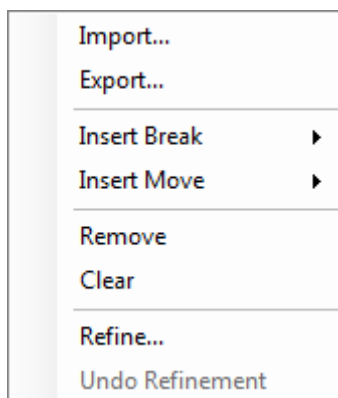 Import...
Export...
Insert Break
Insert Move
Remove
Clear
Refine...
Undo Refinement